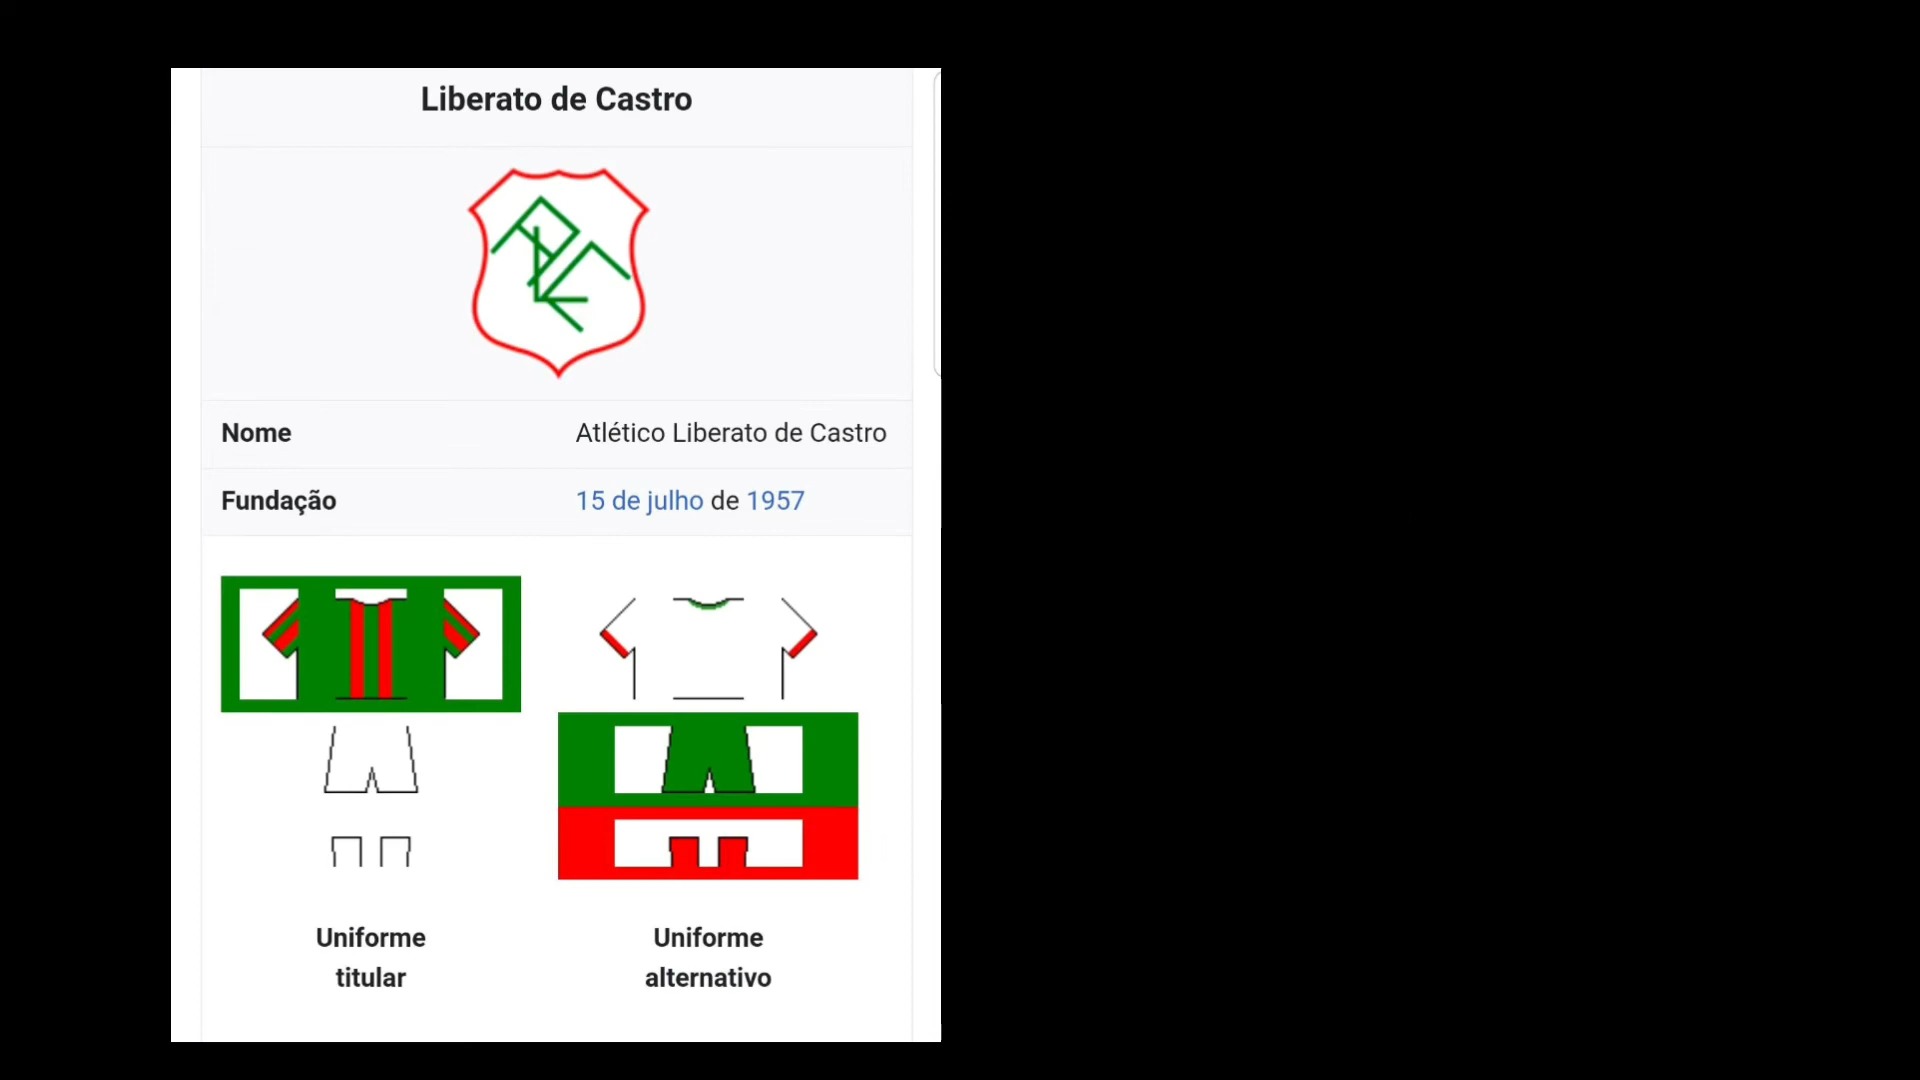 Liberato de Castro
Nome Atlético Liberato de Castro
Fundação 15 de julho de 1957
Uniforme titular
Uniforme alternativo